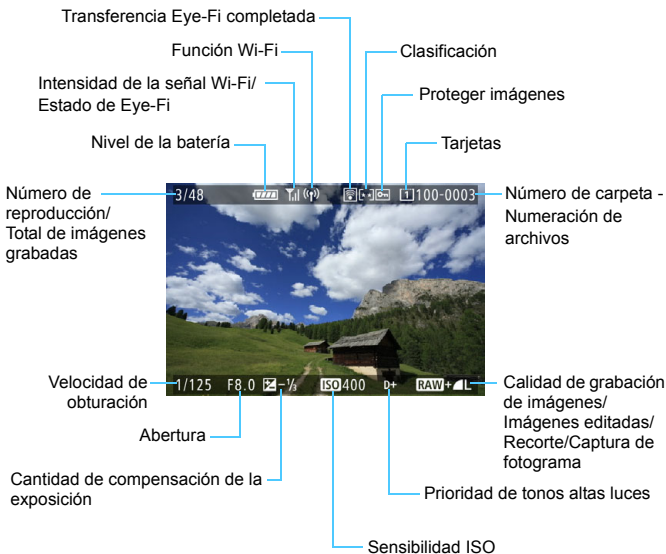 Transferencia Eye-Fi completada
Función Wi-Fi
Clasificación
Intensidad de la señal Wi-Fi/
Estado de Eye-Fi
Proteger imágenes
Nivel de la batería
Tarjetas
Número de
reproducción/
Total de imágenes
grabadas
3/48
1 100-0003
Número de carpeta -
Numeración de
archivos
Velocidad de
obturación
1/125 F8.0 -⅓ ISO 400 D+ RAW+L
Calidad de grabación
de imágenes/
Imágenes editadas/
Recorte/Captura de
fotograma
Abertura
Cantidad de compensación de la
exposición
Prioridad de tonos altas luces
Sensibilidad ISO